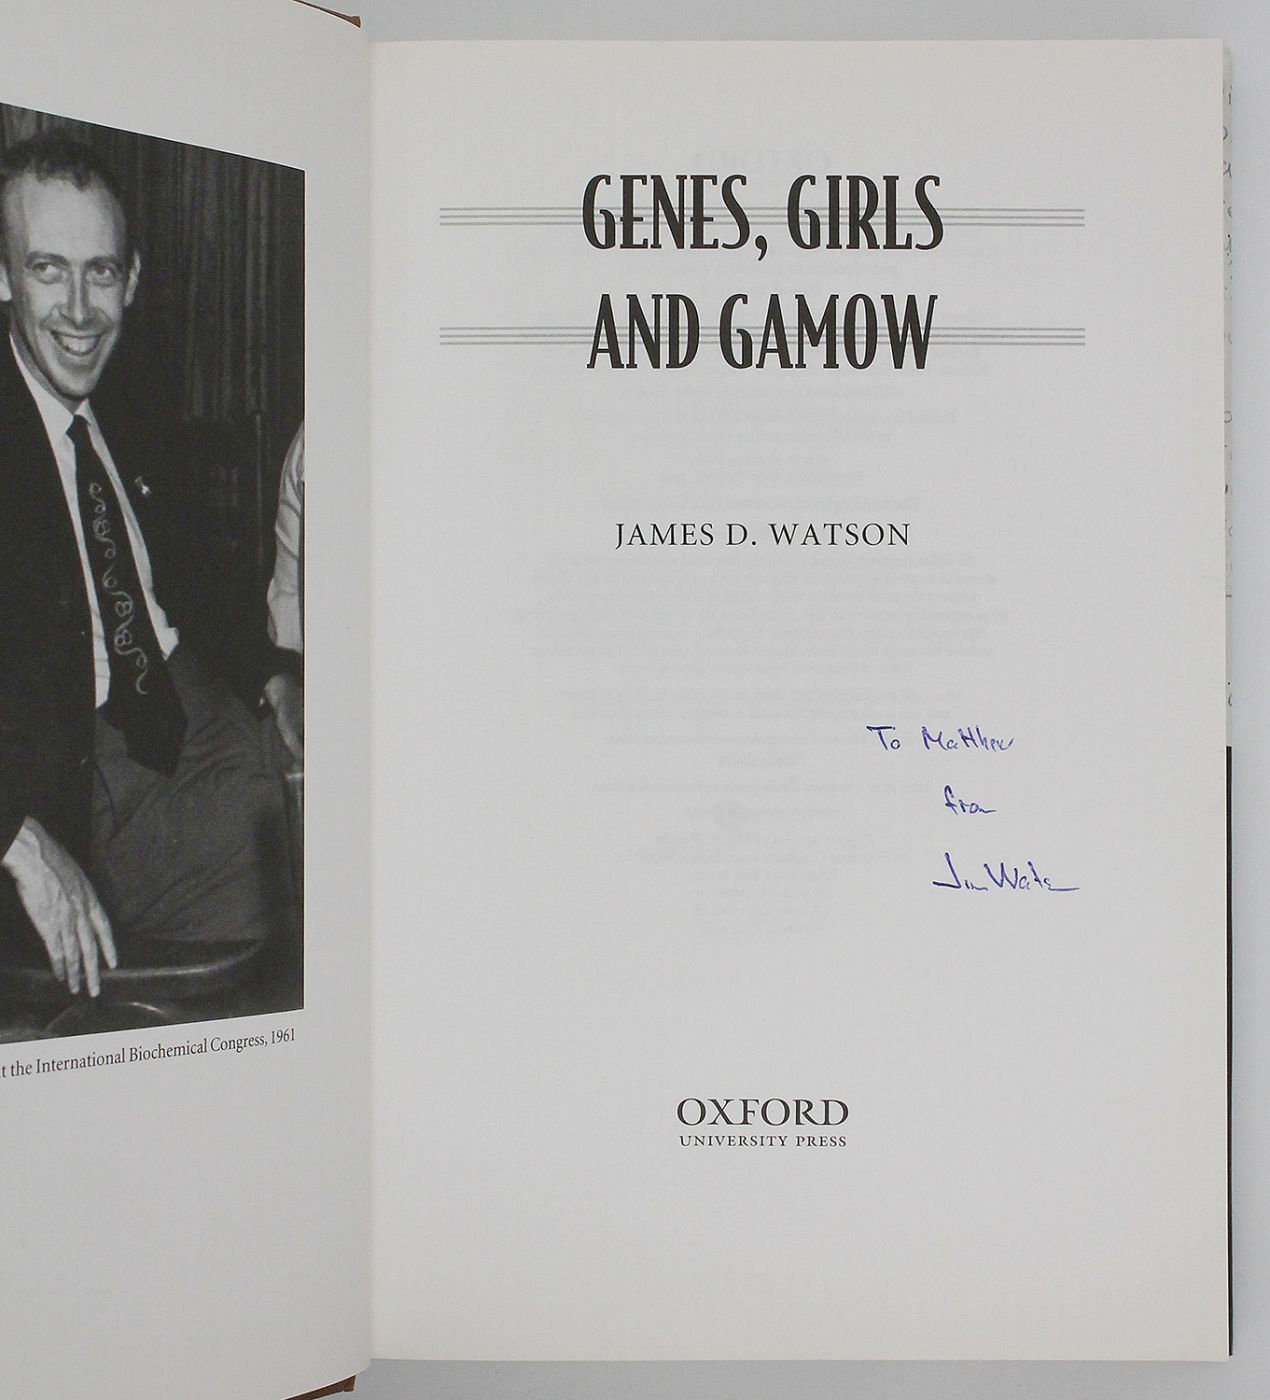 t the International Biochemical Congress, 1961
GENES, GIRLS
AND GAMOW
JAMES D. WATSON
To Matthew
from
Jim Watson
OXFORD
UNIVERSITY PRESS